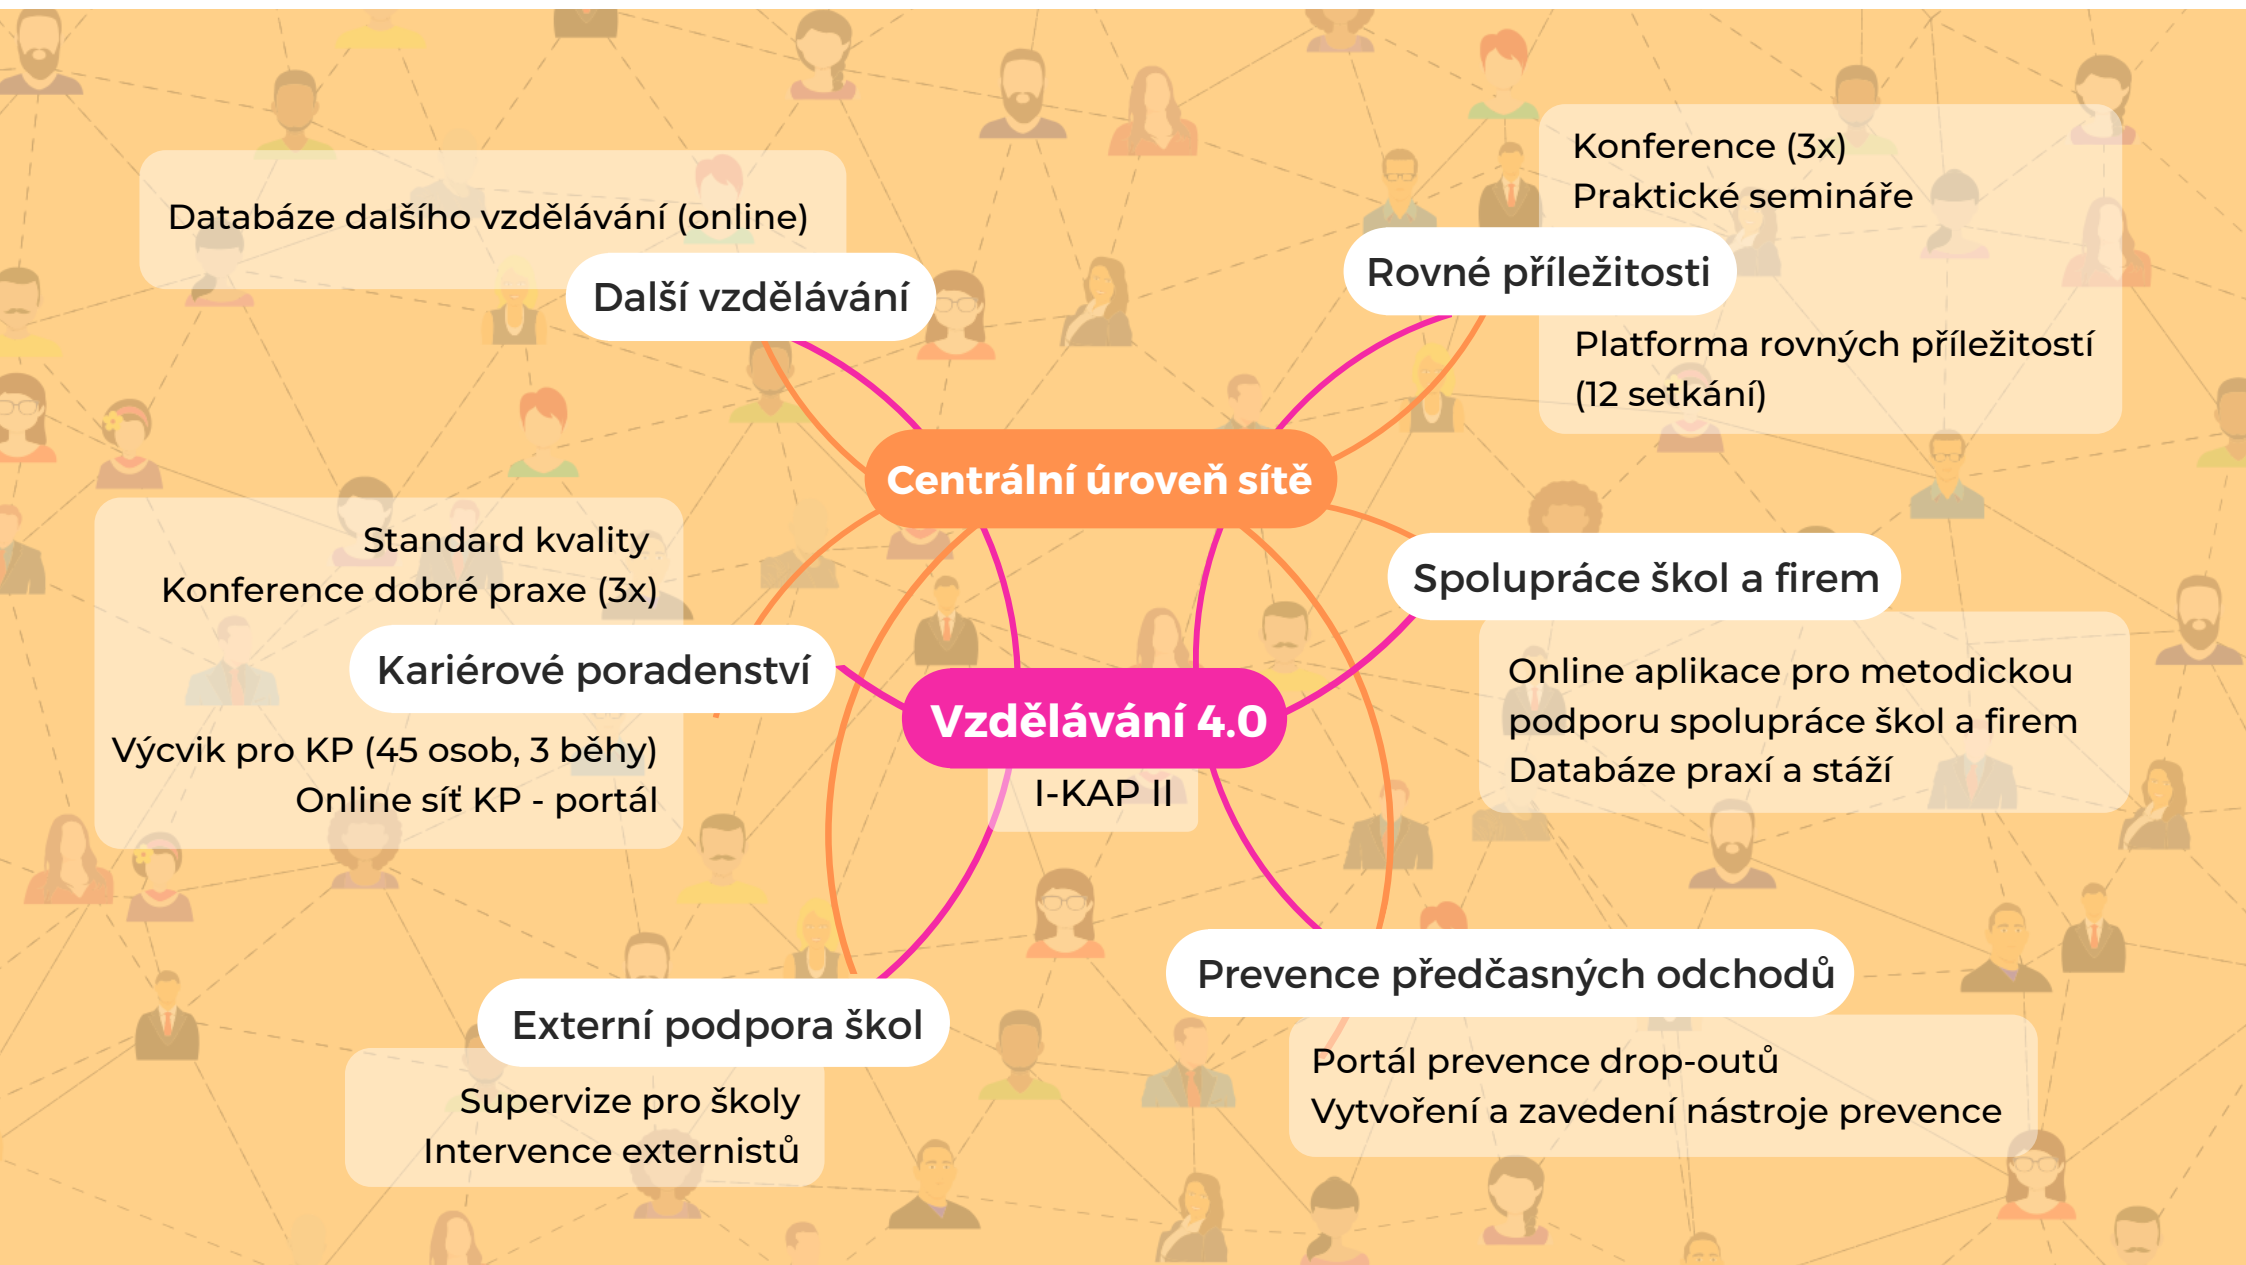 Databáze dalšího vzdělávání (online)
Další vzdělávání
Konference (3x)
Praktické semináře
Rovné příležitosti
Platforma rovných příležitostí
(12 setkání)
Centrální úroveň sítě
Standard kvality
Konference dobré praxe (3x)
Kariérové poradenství
Výcvik pro KP (45 osob, 3 běhy)
Online síť KP - portál
Spolupráce škol a firem
Online aplikace pro metodickou
podporu spolupráce škol a firem
Databáze praxí a stáží
Vzdělávání 4.0
I-KAP II
Externí podpora škol
Supervize pro školy
Intervence externistů
Prevence předčasných odchodů
Portál prevence drop-outů
Vytvoření a zavedení nástroje prevence